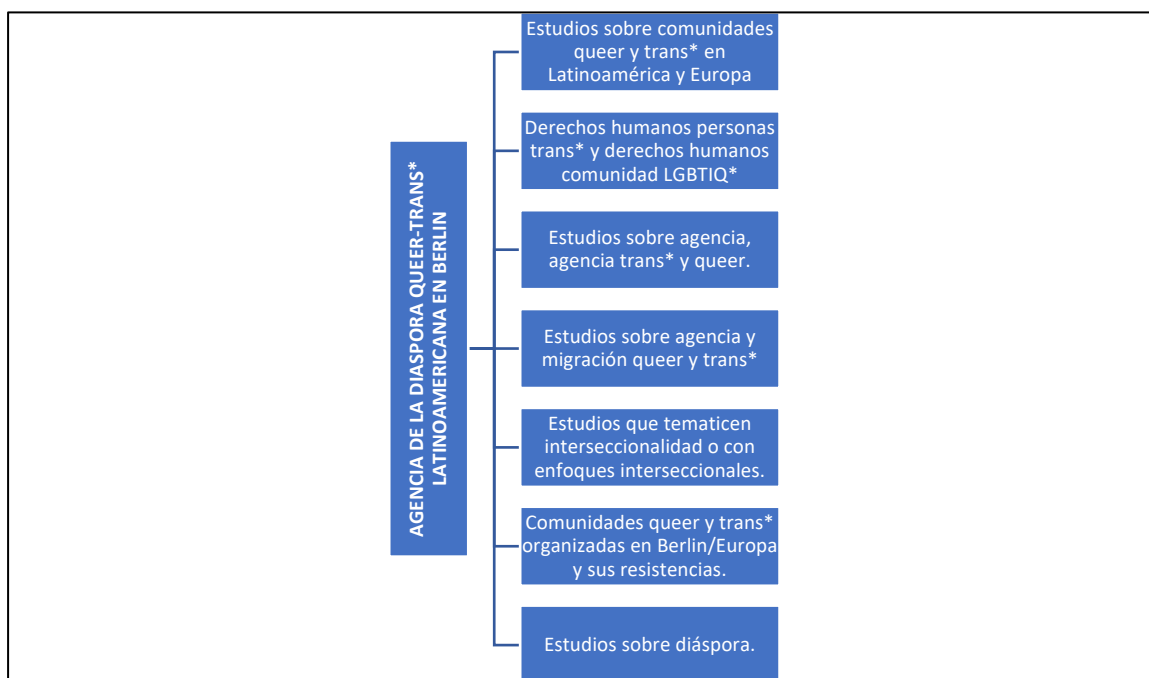 AGENCIA DE LA DIASPORA QUEER-TRANS*
LATINOAMERICANA EN BERLIN
Estudios sobre comunidades
queer y trans* en
Latinoamérica y Europa
Derechos humanos personas
trans* y derechos humanos
comunidad LGBTIQ*
Estudios sobre agencia,
agencia trans* y queer.
Estudios sobre agencia y
migración queer y trans*
Estudios que tematicen
interseccionalidad o con
enfoques interseccionales.
Comunidades queer y trans*
organizadas en Berlin/Europa
y sus resistencias.
Estudios sobre diáspora.